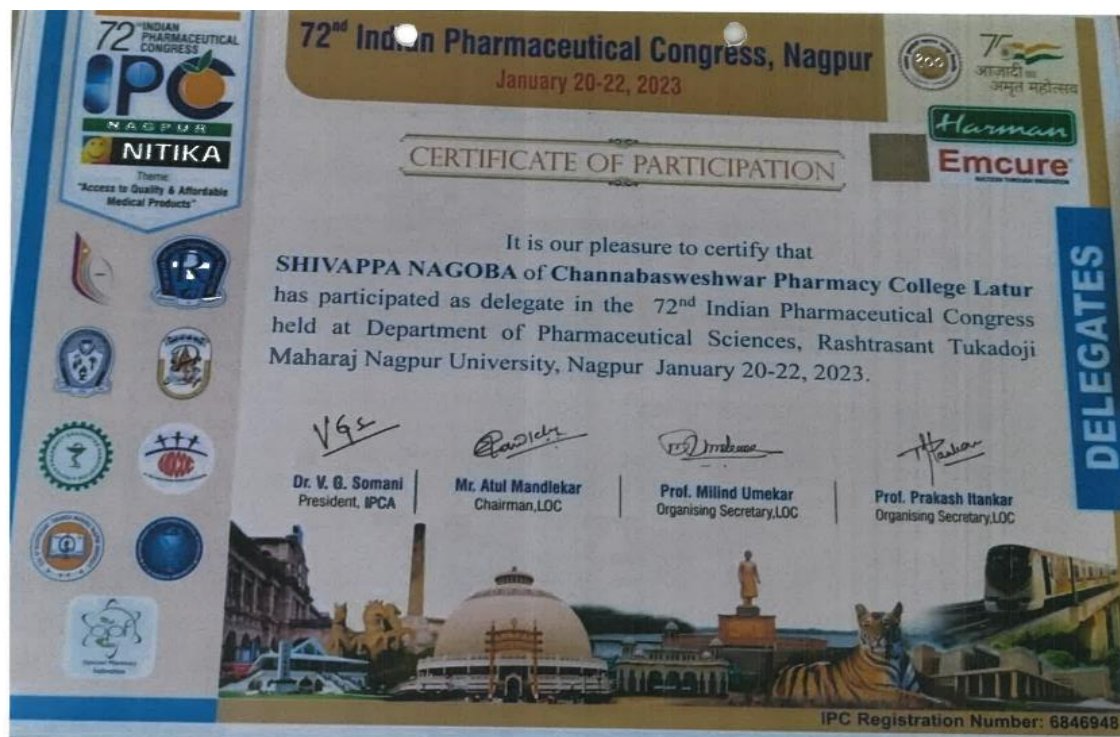 72nd INDIAN
PHARMACEUTICAL
CONGRESS
IPC
NAGPUR
NITIKA
Theme:
"Access to Quality & Affordable
Medical Products"
72nd Indian Pharmaceutical Congress, Nagpur
January 20-22, 2023
75
आज़ादी का
अमृत महोत्सव
Harman
Emcure
CERTIFICATE OF PARTICIPATION
It is our pleasure to certify that
SHIVAPPA NAGOBA of Channabasweshwar Pharmacy College Latur
has participated as delegate in the 72nd Indian Pharmaceutical Congress
held at Department of Pharmaceutical Sciences, Rashtrasant Tukadoji
Maharaj Nagpur University, Nagpur January 20-22, 2023.
DELEGATES
Dr. V. G. Somani
President, IPCA
Mr. Atul Mandlekar
Chairman,LOC
Prof. Milind Umekar
Organising Secretary,LOC
Prof. Prakash Itankar
Organising Secretary,LOC
IPC Registration Number: 6846948